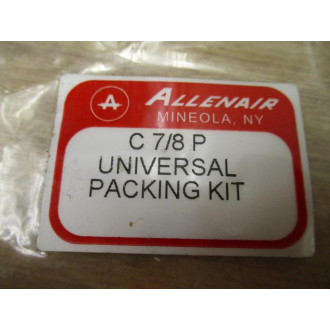 A ALLENAIR
MINEOLA, NY
C 7/8 P
UNIVERSAL
PACKING KIT